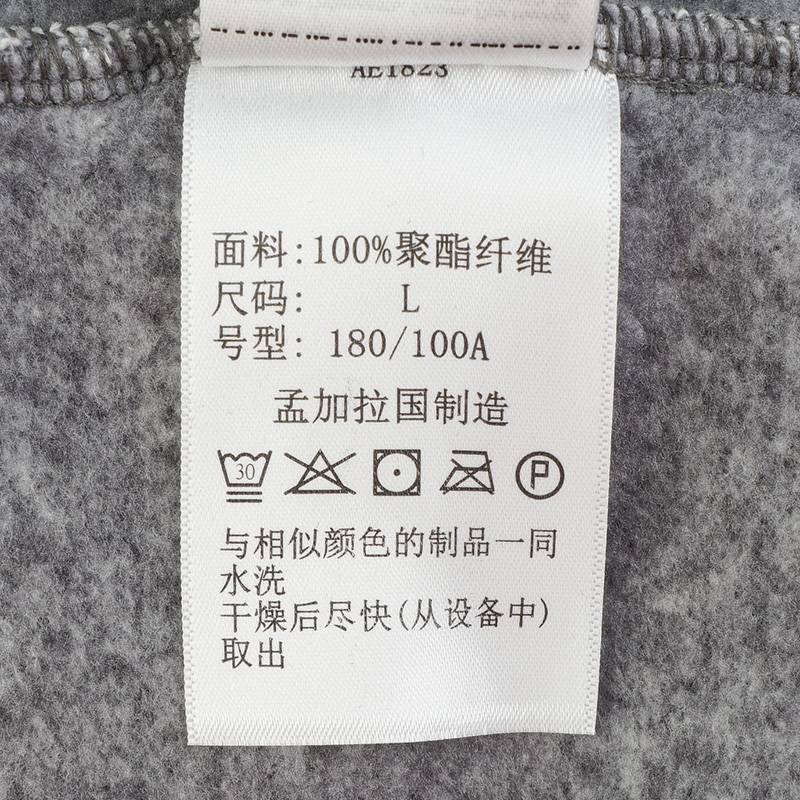 AE1823
面料:100%聚酯纤维
尺码: L
号型: 180/100A
孟加拉国制造
30 P
与相似颜色的制品一同
水洗
干燥后尽快(从设备中)
取出